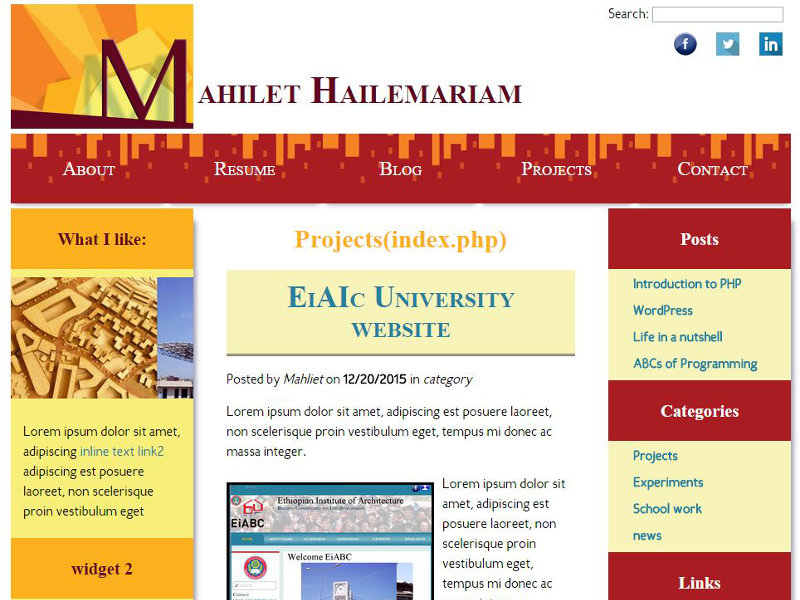 Search:
MAHILET HAILEMARIAM
ABOUT
RESUME
BLOG
PROJECTS
CONTACT
What I like:
Lorem ipsum dolor sit amet,
adipiscing inline text link2
adipiscing est posuere
laoreet, non scelerisque
proin vestibulum eget
widget 2
Projects(index.php)
EIAIC UNIVERSITY
WEBSITE
Posted by Mahliet on 12/20/2015 in category
Lorem ipsum dolor sit amet, adipiscing est posuere laoreet,
non scelerisque proin vestibulum eget, tempus mi donec ac
massa integer.
Ethiopian Institute of Architecture
EiABC
Welcome EiABC
Contact
Lorem ipsum dolor sit
amet, adipiscing est
posuere laoreet, non
scelerisque proin
vestibulum eget,
tempus mi donec ac
Posts
Introduction to PHP
WordPress
Life in a nutshell
ABCs of Programming
Categories
Projects
Experiments
School work
news
Links